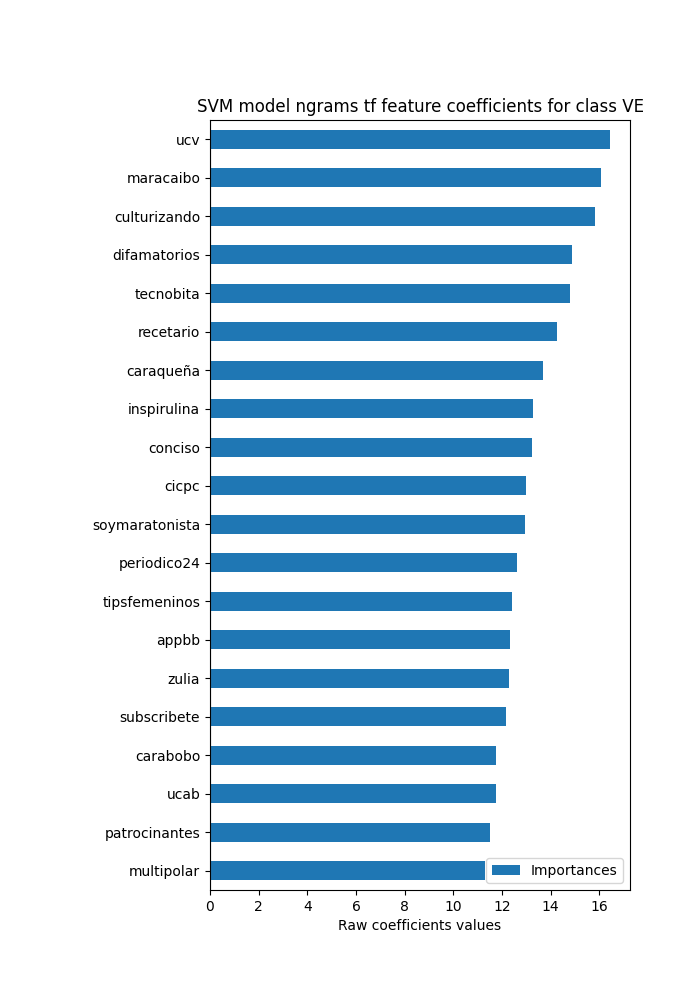 SVM model ngrams tf feature coefficients for class VE
ucv
maracaibo
culturizando
difamatorios
tecnobita
recetario
caraqueña
inspirulina
conciso
cicpc
soymaratonista
periodico24
tipsfemeninos
appbb
zulia
subscribete
carabobo
ucab
patrocinantes
multipolar
Importances
0 2 4 6 8 10 12 14 16
Raw coefficients values